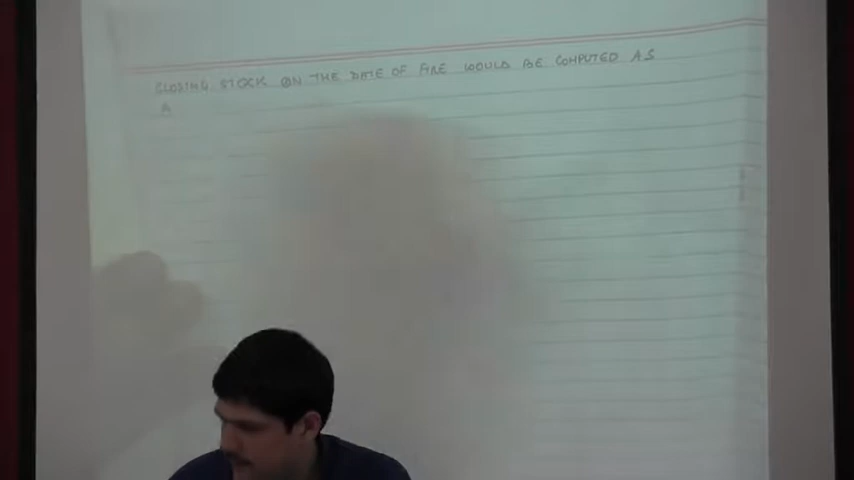 CLOSING STOCK ON THE DATE OF FIRE WOULD BE COMPUTED AS
A